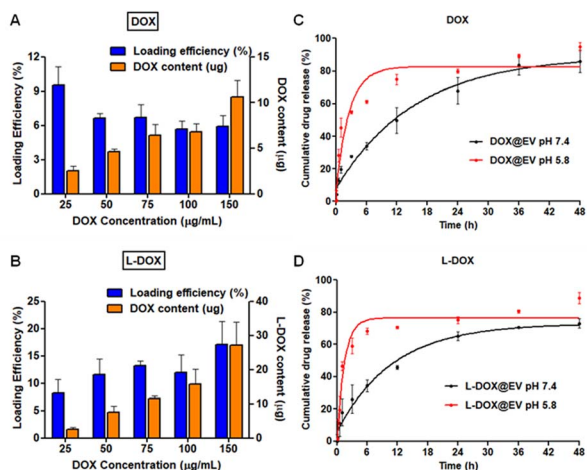 A
DOX
Loading efficiency (%)
DOX content (ug)
Loading Efficiency (%)
12
9
6
3
0
15
10
5
0
DOX content (µg)
25 50 75 100 150
DOX Concentration (µg/mL)
B
L-DOX
Loading efficiency (%)
DOX content (ug)
Loading Efficiency (%)
25
20
15
10
5
0
40
30
20
10
0
L-DOX content (µg)
25 50 75 100 150
DOX Concentration (µg/mL)
C
DOX
Cumulative drug release (%)
100
80
60
40
20
0
DOX@EV pH 7.4
DOX@EV pH 5.8
0 6 12 18 24 30 36 42 48
Time (h)
D
L-DOX
Cumulative drug release (%)
100
80
60
40
20
0
L-DOX@EV pH 7.4
L-DOX@EV pH 5.8
0 6 12 18 24 30 36 42 48
Time (h)